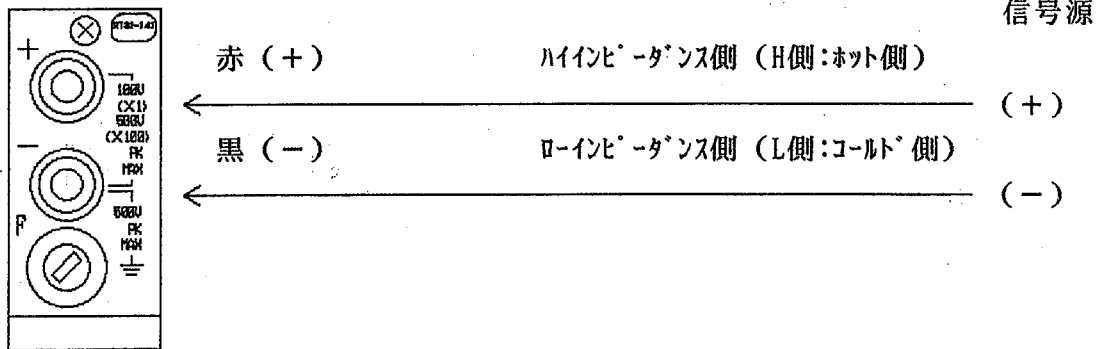 信号源
RT31-141
+
赤（＋）
ﾊｲｲﾝﾋﾟｰﾀﾞﾝｽ側（H側：ﾎｯﾄ側）
100V
(X1)
500V
(X100)
PK
MAX
（＋）
−
黒（－）
ﾛｰｲﾝﾋﾟｰﾀﾞﾝｽ側（L側：ｺｰﾙﾄﾞ側）
（－）
500V
PK
MAX
F